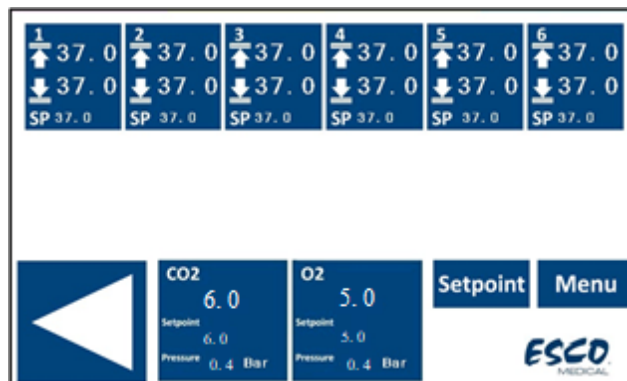 1 2 3 4 5 6
37.0 37.0 37.0 37.0 37.0 37.0
37.0 37.0 37.0 37.0 37.0 37.0
SP 37.0 SP 37.0 SP 37.0 SP 37.0 SP 37.0 SP 37.0
CO2
6.0
Setpoint
6.0
Pressure 0.4 Bar
O2
5.0
Setpoint
5.0
Pressure 0.4 Bar
Setpoint
Menu
ESCO
MEDICAL